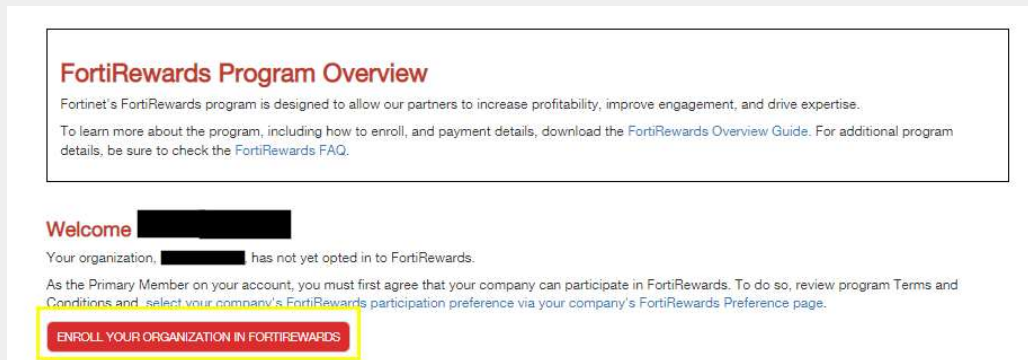 FortiRewards Program Overview
Fortinet's FortiRewards program is designed to allow our partners to increase profitability, improve engagement, and drive expertise.
To learn more about the program, including how to enroll, and payment details, download the FortiRewards Overview Guide. For additional program
details, be sure to check the FortiRewards FAQ.
Welcome
Your organization, , has not yet opted in to FortiRewards.
As the Primary Member on your account, you must first agree that your company can participate in FortiRewards. To do so, review program Terms and
Conditions and select your company's FortiRewards participation preference via your company's FortiRewards Preference page.
ENROLL YOUR ORGANIZATION IN FORTIREWARDS